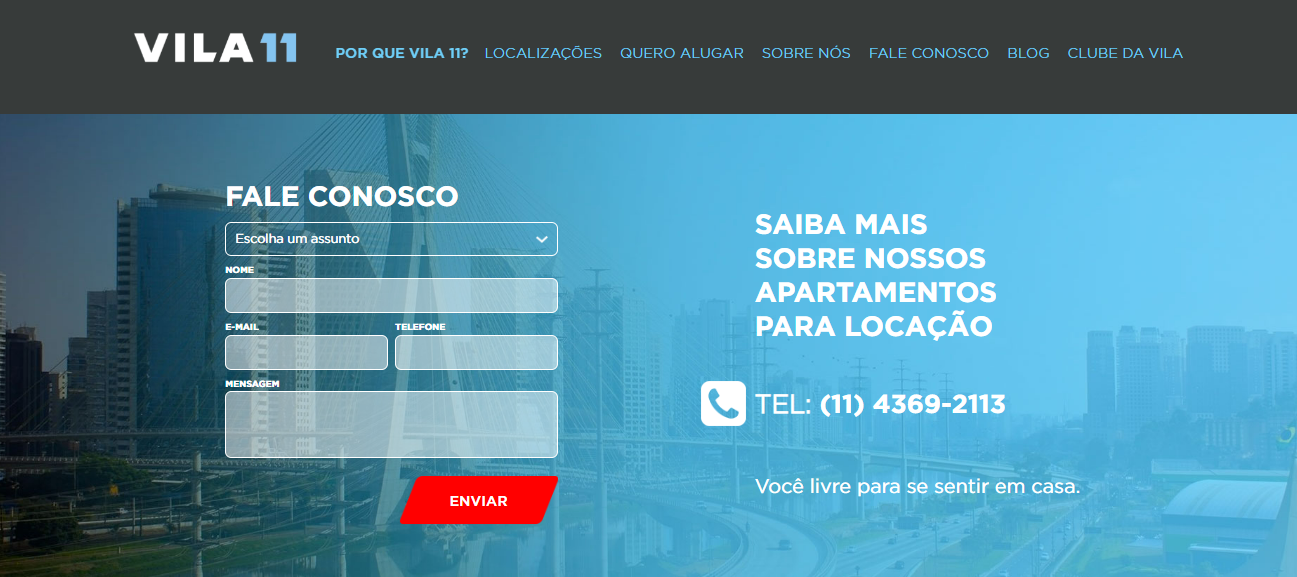 VILA 11
POR QUE VILA 11? LOCALIZAÇÕES QUERO ALUGAR SOBRE NÓS FALE CONOSCO BLOG CLUBE DA VILA
FALE CONOSCO
Escolha um assunto
NOME
E-MAIL TELEFONE
MENSAGEM
ENVIAR
SAIBA MAIS
SOBRE NOSSOS
APARTAMENTOS
PARA LOCAÇÃO
TEL: (11) 4369-2113
Você livre para se sentir em casa.